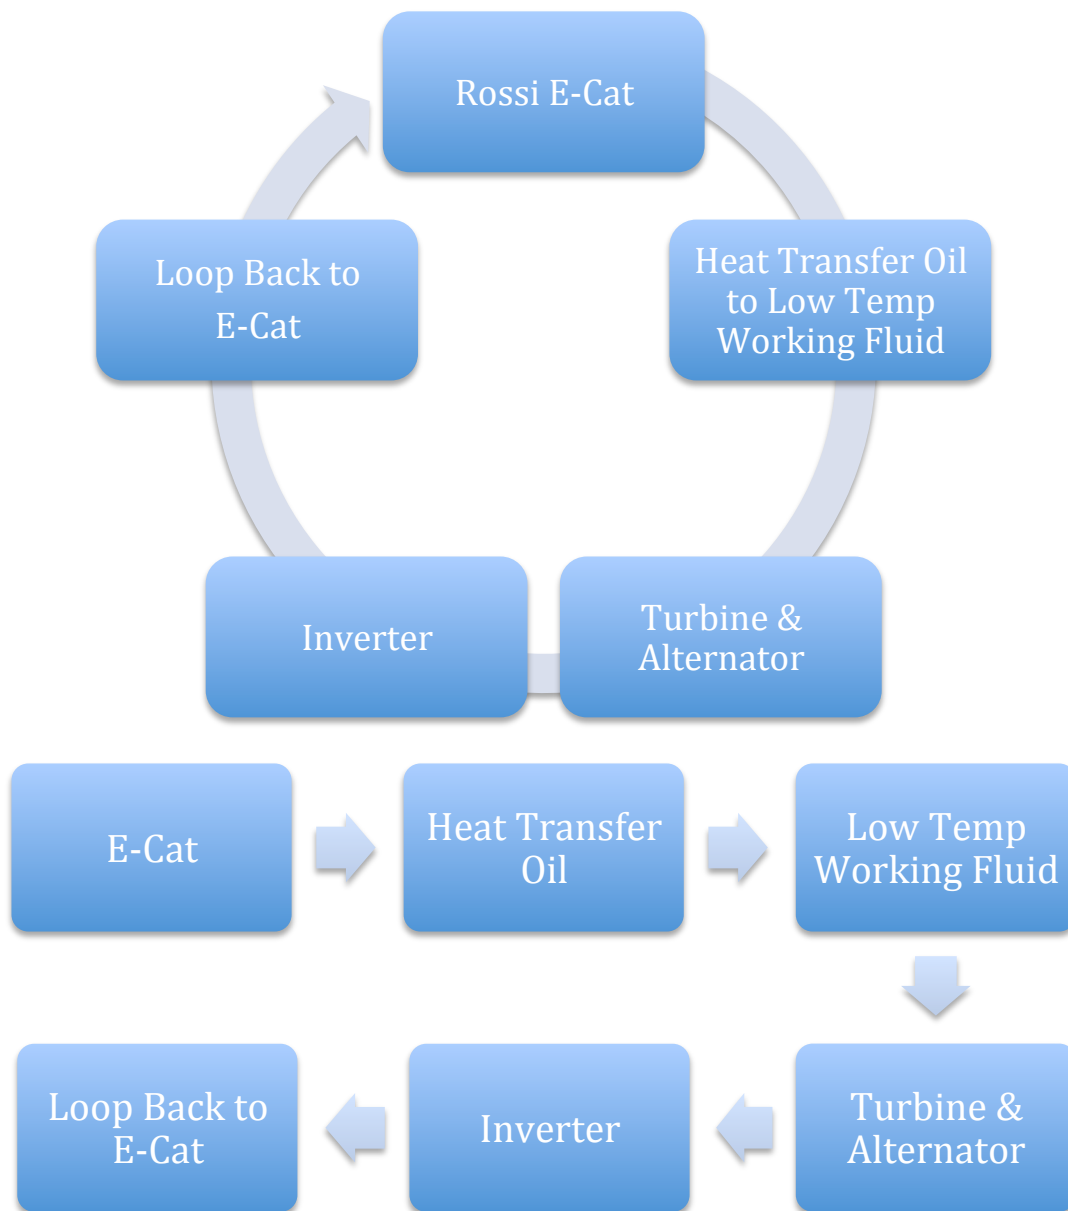 Rossi E-Cat
Heat Transfer Oil
to Low Temp
Working Fluid
Turbine &
Alternator
Inverter
Loop Back to
E-Cat
E-Cat
Heat Transfer
Oil
Low Temp
Working Fluid
Turbine &
Alternator
Inverter
Loop Back to
E-Cat